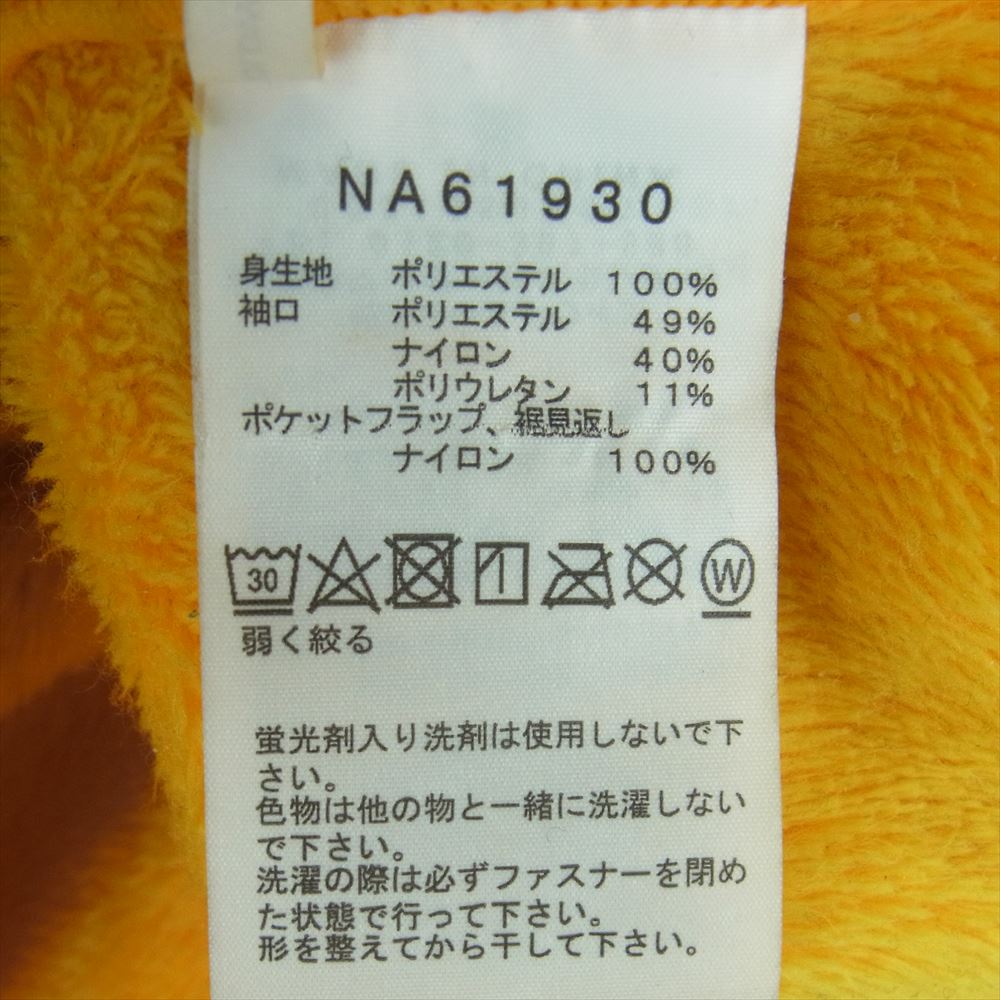 NA61930
身生地 ポリエステル 100%
袖口 ポリエステル 49%
ナイロン 40%
ポリウレタン 11%
ポケットフラップ、裾見返し
ナイロン 100%
30 W
弱く絞る
蛍光剤入り洗剤は使用しないで下
さい。
色物は他の物と一緒に洗濯しない
で下さい。
洗濯の際は必ずファスナーを閉め
た状態で行って下さい。
形を整えてから干して下さい。